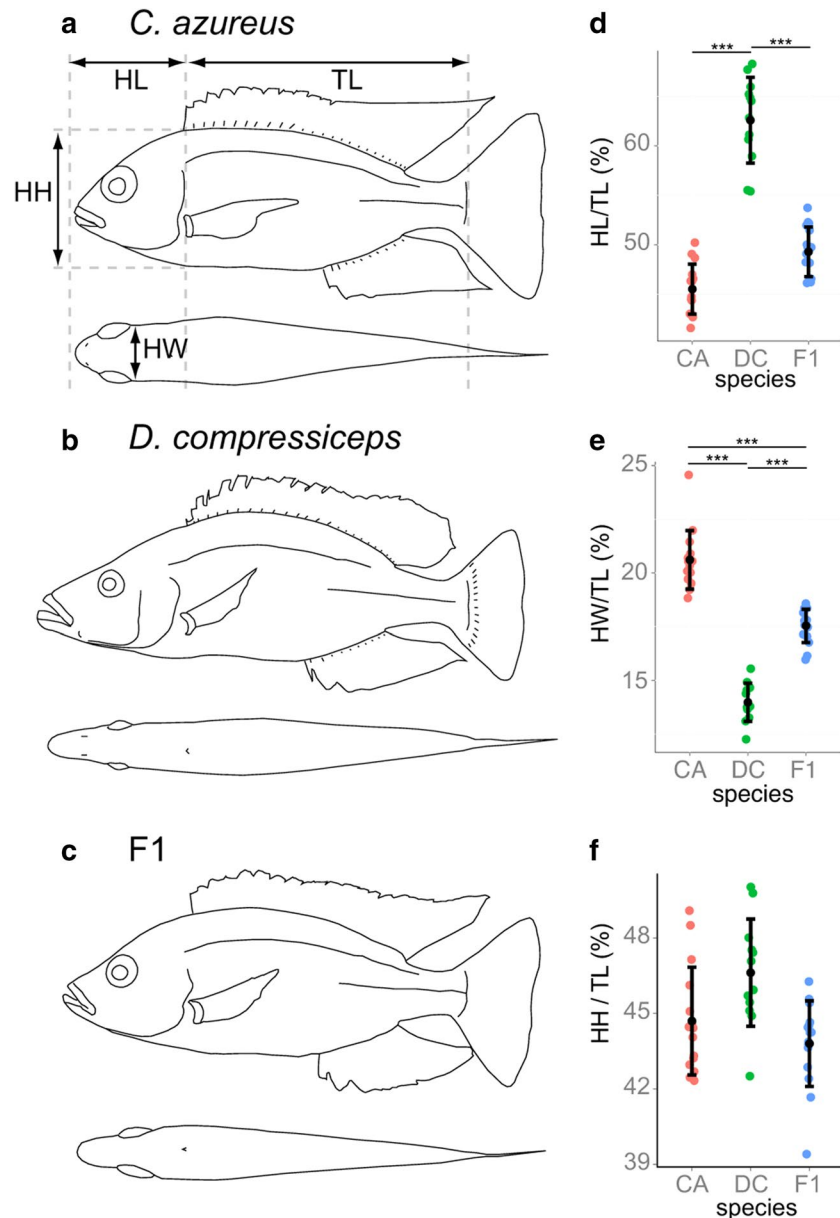 a C. azureus
HL
TL
HH
HW
b D. compressiceps
c F1
d
***
***
HL/TL (%)
60
50
CA DC F1
species
e
***
***
***
HW/TL (%)
25
20
15
CA DC F1
species
f
HH / TL (%)
48
45
42
39
CA DC F1
species